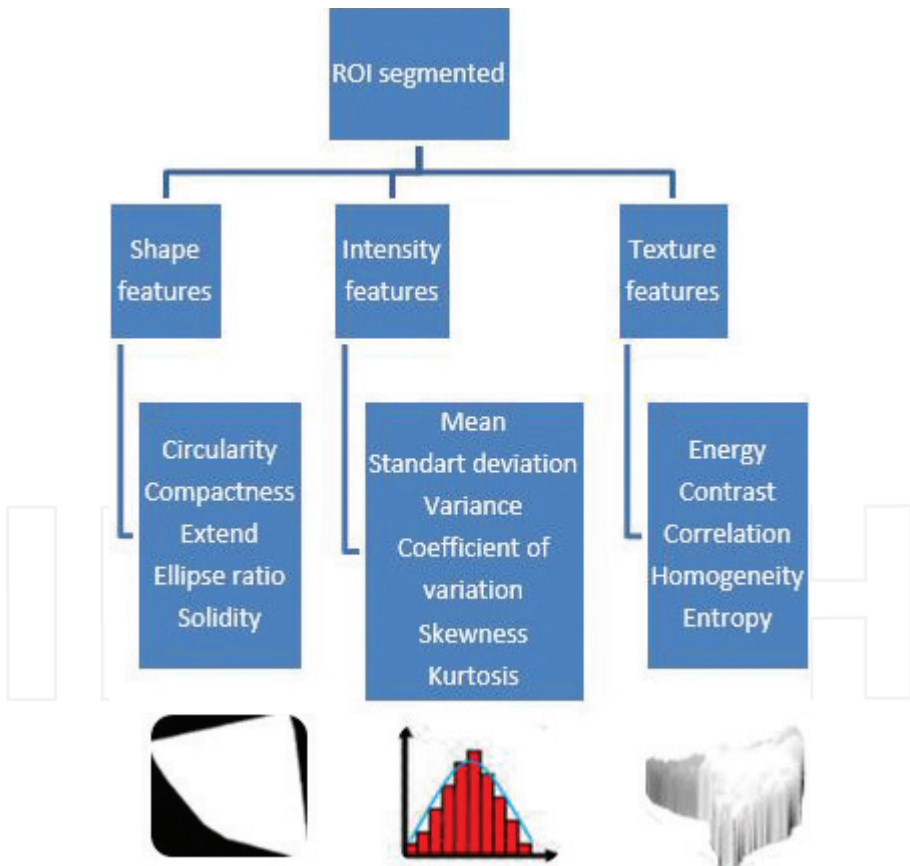 ROI segmented
Shape
features
Intensity
features
Texture
features
Circularity
Compactness
Extend
Ellipse ratio
Solidity
Mean
Standart deviation
Variance
Coefficient of
variation
Skewness
Kurtosis
Energy
Contrast
Correlation
Homogeneity
Entropy